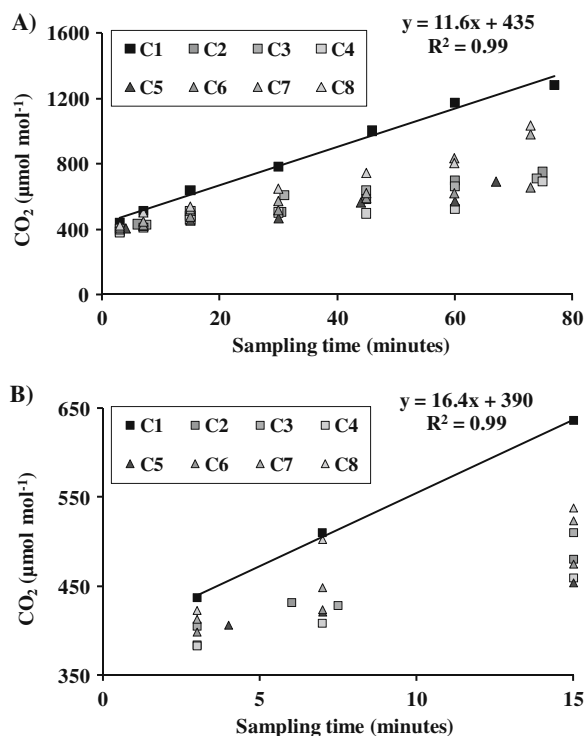 A)
y = 11.6x + 435
R² = 0.99
1600
C1 C2 C3 C4
C5 C6 C7 C8
1200
800
400
0
CO₂ (μmol mol⁻¹)
0 20 40 60 80
Sampling time (minutes)
B)
y = 16.4x + 390
R² = 0.99
650
C1 C2 C3 C4
C5 C6 C7 C8
550
450
350
CO₂ (μmol mol⁻¹)
0 5 10 15
Sampling time (minutes)